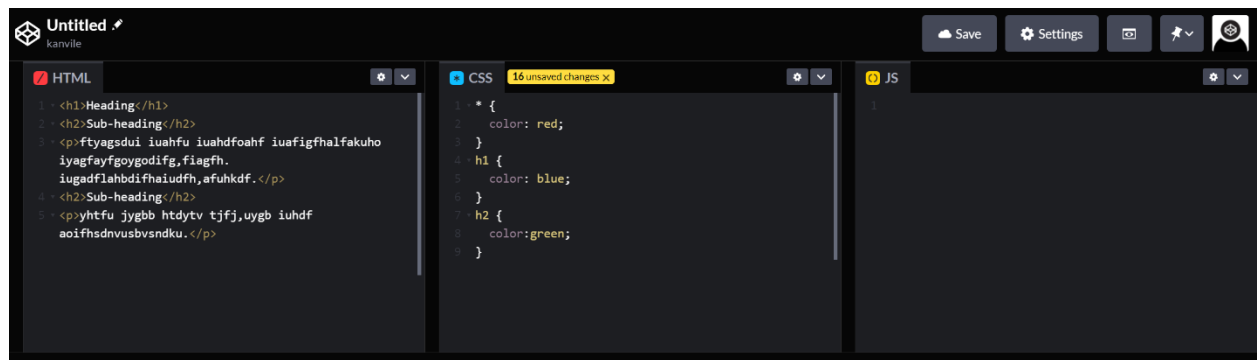 Untitled
kanvile
Save
Settings
HTML
1 <h1>Heading</h1>
2 <h2>Sub-heading</h2>
3 <p>ftyagsdui iuahfu iuahdfoahf iuafigfhalfakuho
iyagfayfgoygodifg,fiagfh.
iugadflahbdifhaiudfh,afuhkdf.</p>
4 <h2>Sub-heading</h2>
5 <p>yhtfu jygbb htdytv tjfj,uygb iuhdf
aoifhsdnvusbvsndku.</p>
CSS
16 unsaved changes x
1 * {
2 color: red;
3 }
4 h1 {
5 color: blue;
6 }
7 h2 {
8 color:green;
9 }
JS
1